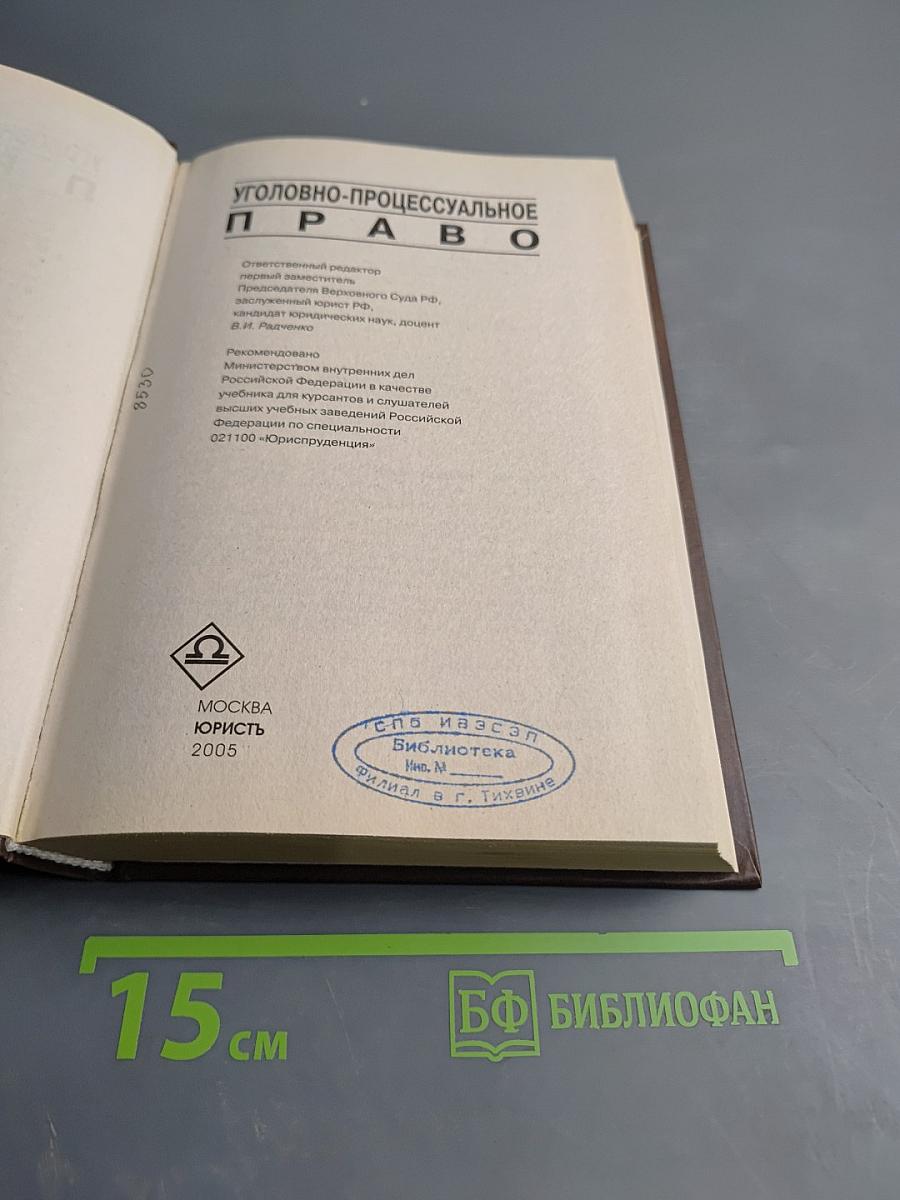 УГОЛОВНО-ПРОЦЕССУАЛЬНОЕ
ПРАВО
Ответственный редактор
первый заместитель
Председателя Верховного Суда РФ,
заслуженный юрист РФ,
кандидат юридических наук, доцент
В.И. Радченко
Рекомендовано
Министерством внутренних дел
Российской Федерации в качестве
учебника для курсантов и слушателей
высших учебных заведений Российской
Федерации по специальности
021100 «Юриспруденция»
8530
МОСКВА
ЮРИСТЪ
2005
СПб ИВЭСЭП
Библиотека
Инв. №
Филиал в г. Тихвине
15 см
БФ БИБЛИОФАН